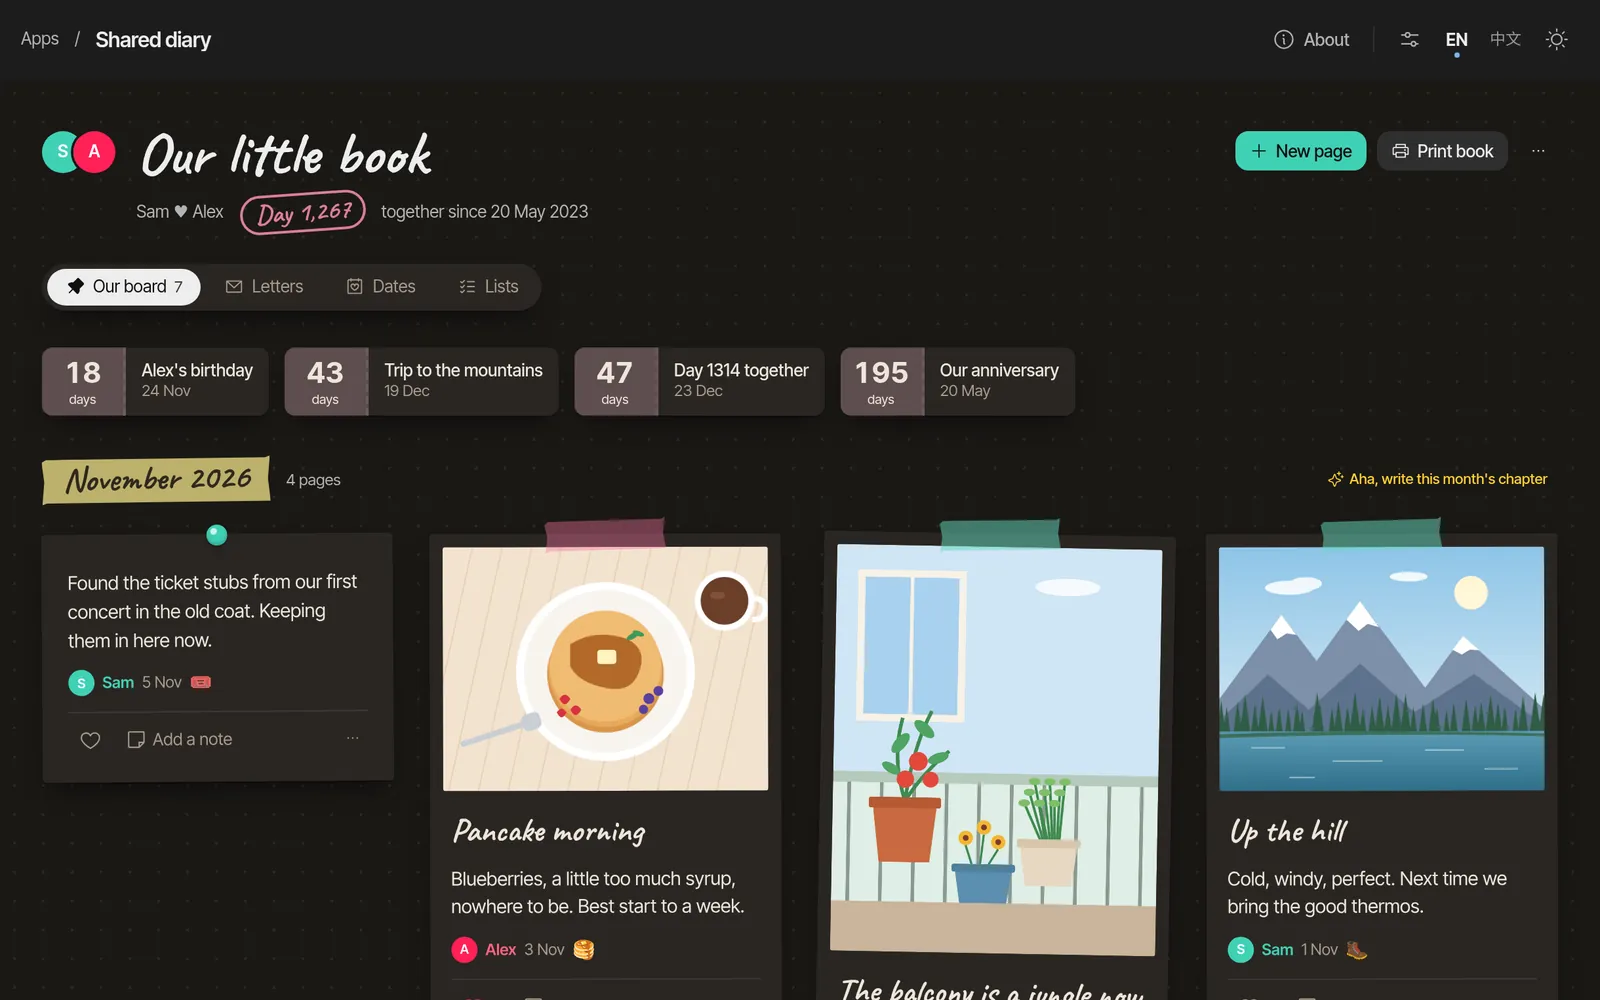 Apps / Shared diary
About
EN
中文
S A
Our little book
Sam ♥ Alex Day 1,267 together since 20 May 2023
+ New page
Print book
...
Our board 7
Letters
Dates
Lists
18
days
Alex's birthday
24 Nov
43
days
Trip to the mountains
19 Dec
47
days
Day 1314 together
23 Dec
195
days
Our anniversary
20 May
November 2026
4 pages
Aha, write this month's chapter
Found the ticket stubs from our first
concert in the old coat. Keeping
them in here now.
S Sam 5 Nov
Add a note
...
Pancake morning
Blueberries, a little too much syrup,
nowhere to be. Best start to a week.
A Alex 3 Nov
The balcony is a jungle now
Up the hill
Cold, windy, perfect. Next time we
bring the good thermos.
S Sam 1 Nov